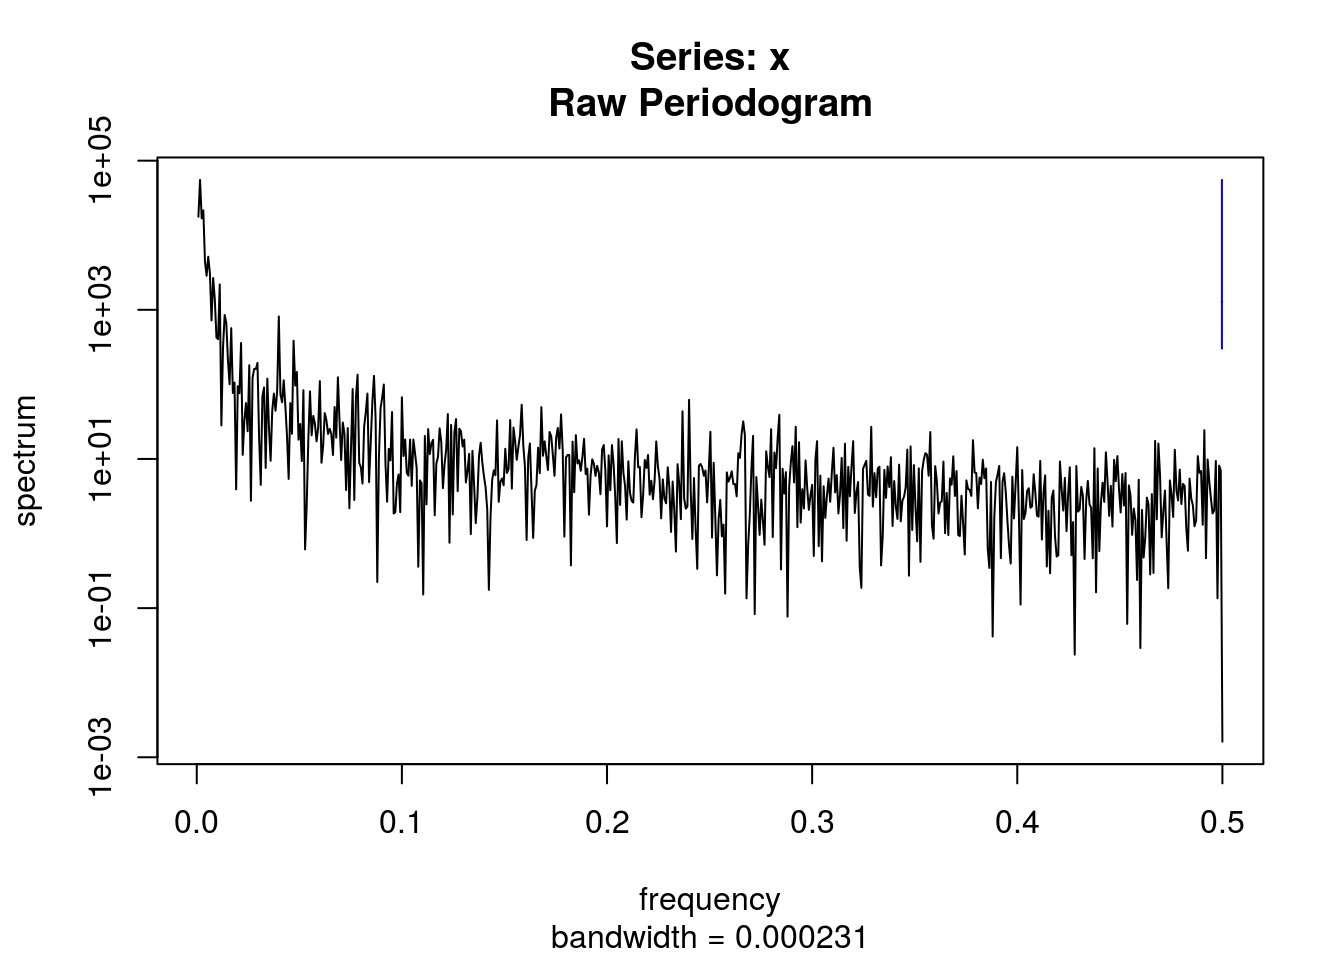 Series: x
Raw Periodogram
1e+05
1e+03
1e+01
1e-01
1e-03
spectrum
0.0 0.1 0.2 0.3 0.4 0.5
frequency
bandwidth = 0.000231